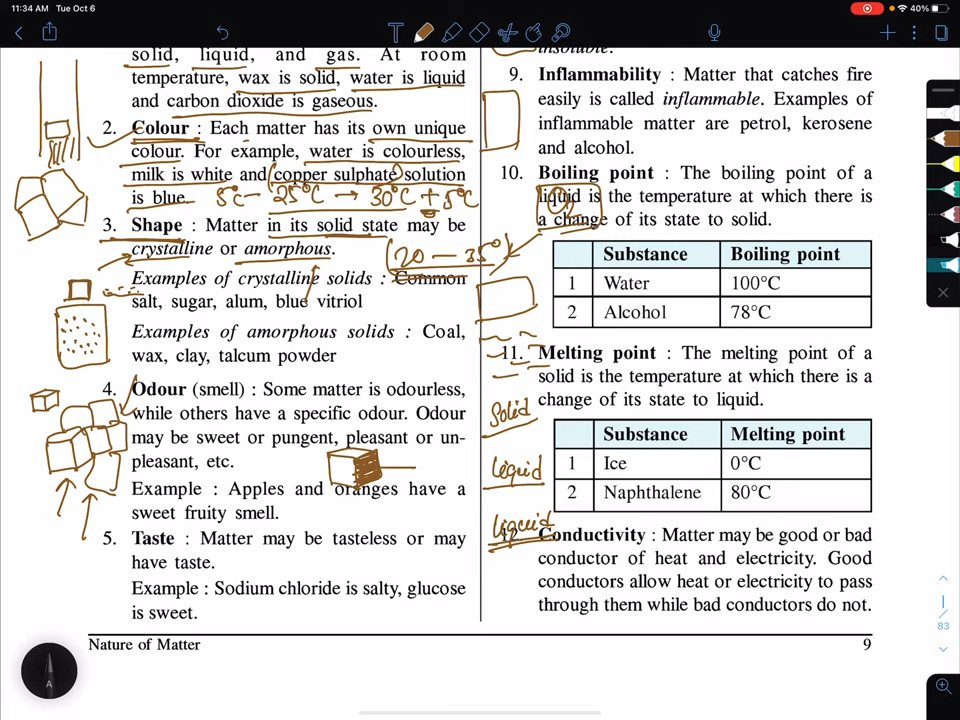 11:34 AM Tue Oct 6
40%
solid, liquid, and gas. At room
temperature, wax is solid, water is liquid
and carbon dioxide is gaseous.
2. Colour : Each matter has its own unique
colour. For example, water is colourless,
milk is white and copper sulphate solution
is blue.
5°C – 25°C → 30°C + 5°C
3. Shape : Matter in its solid state may be
crystalline or amorphous.
(20 – 35°)
Examples of crystalline solids : Common
salt, sugar, alum, blue vitriol
Examples of amorphous solids : Coal,
wax, clay, talcum powder
4. Odour (smell) : Some matter is odourless,
while others have a specific odour. Odour
may be sweet or pungent, pleasant or un-
pleasant, etc.
Example : Apples and oranges have a
sweet fruity smell.
5. Taste : Matter may be tasteless or may
have taste.
Example : Sodium chloride is salty, glucose
is sweet.
insoluble.
9. Inflammability : Matter that catches fire
easily is called inflammable. Examples of
inflammable matter are petrol, kerosene
and alcohol.
10. Boiling point : The boiling point of a
liquid is the temperature at which there is
a change of its state to solid.
Substance Boiling point
1 Water 100°C
2 Alcohol 78°C
11. Melting point : The melting point of a
solid is the temperature at which there is a
change of its state to liquid.
Solid
Substance Melting point
1 Ice 0°C
liquid
2 Naphthalene 80°C
liquid
12. Conductivity : Matter may be good or bad
conductor of heat and electricity. Good
conductors allow heat or electricity to pass
through them while bad conductors do not.
Nature of Matter 9
1
/
83
A